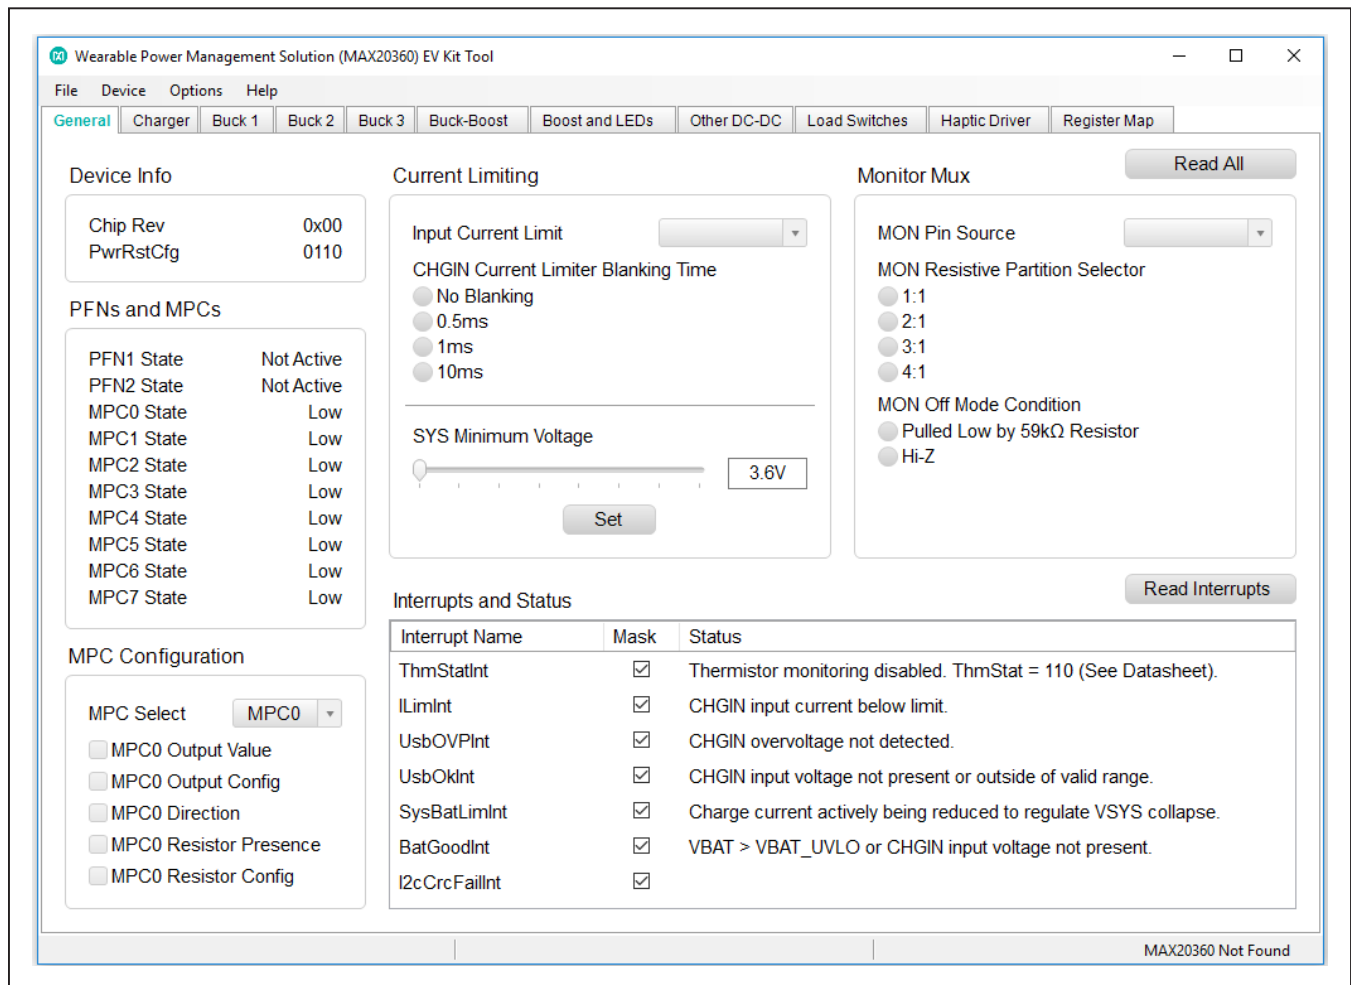 Wearable Power Management Solution (MAX20360) EV Kit Tool
File Device Options Help
General Charger Buck 1 Buck 2 Buck 3 Buck-Boost Boost and LEDs Other DC-DC Load Switches Haptic Driver Register Map
Read All
Device Info
Chip Rev 0x00
PwrRstCfg 0110
PFNs and MPCs
PFN1 State Not Active
PFN2 State Not Active
MPC0 State Low
MPC1 State Low
MPC2 State Low
MPC3 State Low
MPC4 State Low
MPC5 State Low
MPC6 State Low
MPC7 State Low
MPC Configuration
MPC Select MPC0
MPC0 Output Value
MPC0 Output Config
MPC0 Direction
MPC0 Resistor Presence
MPC0 Resistor Config
Current Limiting
Input Current Limit
CHGIN Current Limiter Blanking Time
No Blanking
0.5ms
1ms
10ms
SYS Minimum Voltage
3.6V
Set
Monitor Mux
MON Pin Source
MON Resistive Partition Selector
1:1
2:1
3:1
4:1
MON Off Mode Condition
Pulled Low by 59kΩ Resistor
Hi-Z
Read Interrupts
Interrupts and Status
Interrupt Name Mask Status
ThmStatInt Thermistor monitoring disabled. ThmStat = 110 (See Datasheet).
ILimInt CHGIN input current below limit.
UsbOVPInt CHGIN overvoltage not detected.
UsbOkInt CHGIN input voltage not present or outside of valid range.
SysBatLimInt Charge current actively being reduced to regulate VSYS collapse.
BatGoodInt VBAT > VBAT_UVLO or CHGIN input voltage not present.
I2cCrcFailInt
MAX20360 Not Found